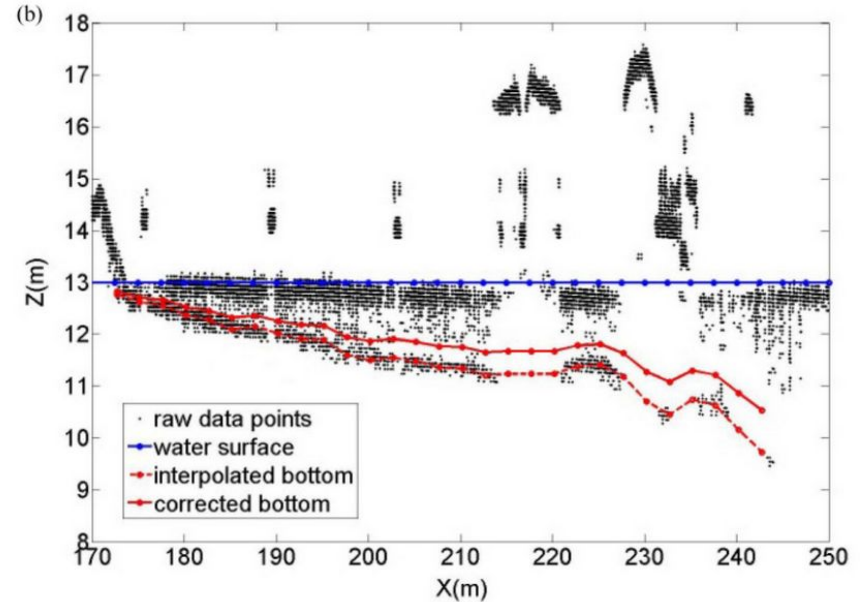 (b)
18
17
16
15
14
13
12
11
10
9
8
Z(m)
raw data points
water surface
interpolated bottom
corrected bottom
170 180 190 200 210 220 230 240 250
X(m)